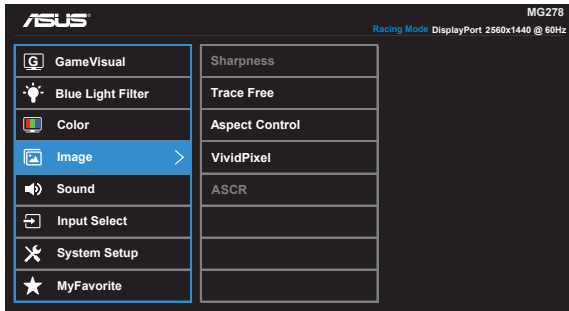 ASUS
MG278
Racing Mode DisplayPort 2560x1440 @ 60Hz
G GameVisual
Blue Light Filter
Color
Image
Sound
Input Select
System Setup
MyFavorite
Sharpness
Trace Free
Aspect Control
VividPixel
ASCR